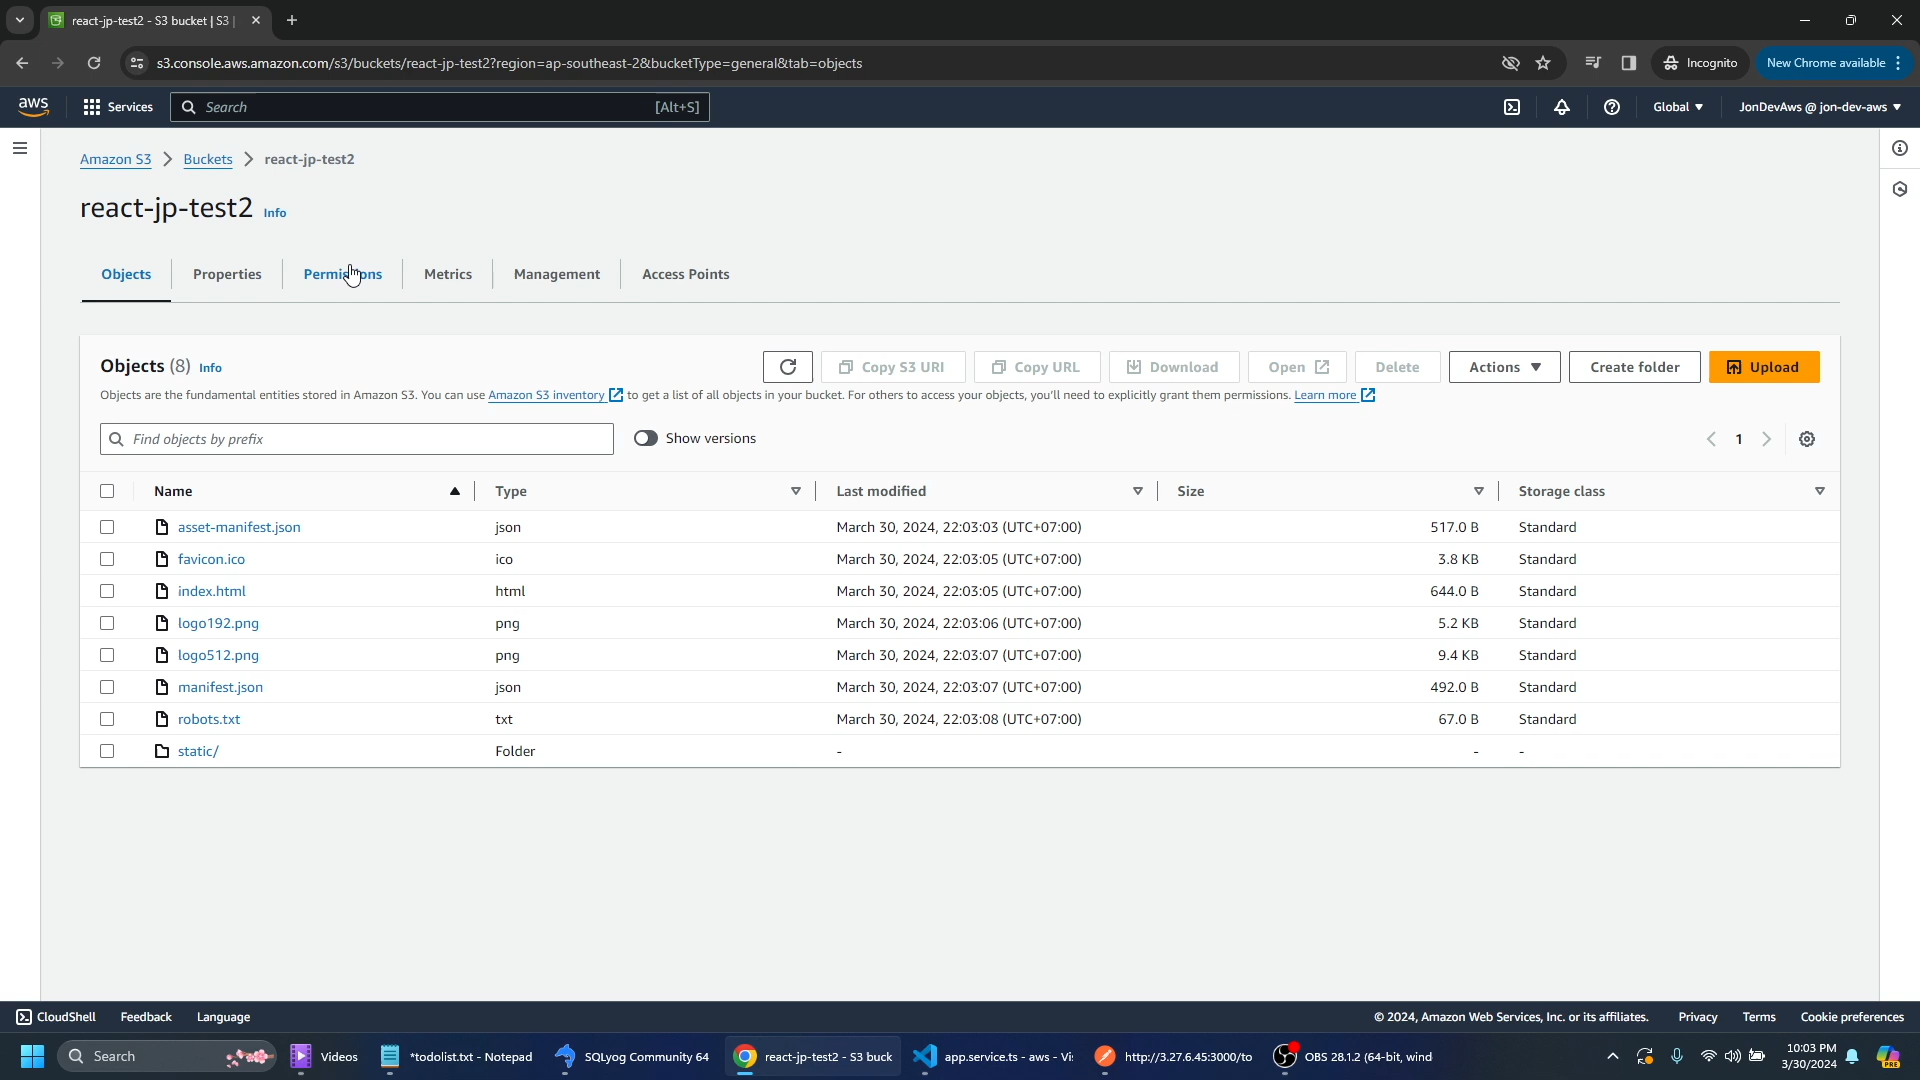 react-jp-test2 - S3 bucket | S3 |
s3.console.aws.amazon.com/s3/buckets/react-jp-test2?region=ap-southeast-2&bucketType=general&tab=objects
Incognito
New Chrome available
aws
Services
Search
[Alt+S]
Global
JonDevAws @ jon-dev-aws
Amazon S3 > Buckets > react-jp-test2
react-jp-test2 Info
Objects Properties Permissions Metrics Management Access Points
Objects (8) Info
Copy S3 URI Copy URL Download Open Delete Actions Create folder Upload
Objects are the fundamental entities stored in Amazon S3. You can use Amazon S3 inventory to get a list of all objects in your bucket. For others to access your objects, you'll need to explicitly grant them permissions. Learn more
Find objects by prefix
Show versions
1
Name Type Last modified Size Storage class
asset-manifest.json json March 30, 2024, 22:03:03 (UTC+07:00) 517.0 B Standard
favicon.ico ico March 30, 2024, 22:03:05 (UTC+07:00) 3.8 KB Standard
index.html html March 30, 2024, 22:03:05 (UTC+07:00) 644.0 B Standard
logo192.png png March 30, 2024, 22:03:06 (UTC+07:00) 5.2 KB Standard
logo512.png png March 30, 2024, 22:03:07 (UTC+07:00) 9.4 KB Standard
manifest.json json March 30, 2024, 22:03:07 (UTC+07:00) 492.0 B Standard
robots.txt txt March 30, 2024, 22:03:08 (UTC+07:00) 67.0 B Standard
static/ Folder - - -
CloudShell Feedback Language © 2024, Amazon Web Services, Inc. or its affiliates. Privacy Terms Cookie preferences
Search
Videos
*todolist.txt - Notepad
SQLyog Community 64
react-jp-test2 - S3 buck
app.service.ts - aws - Vi
http://3.27.6.45:3000/to
OBS 28.1.2 (64-bit, wind
10:03 PM
3/30/2024
PRE